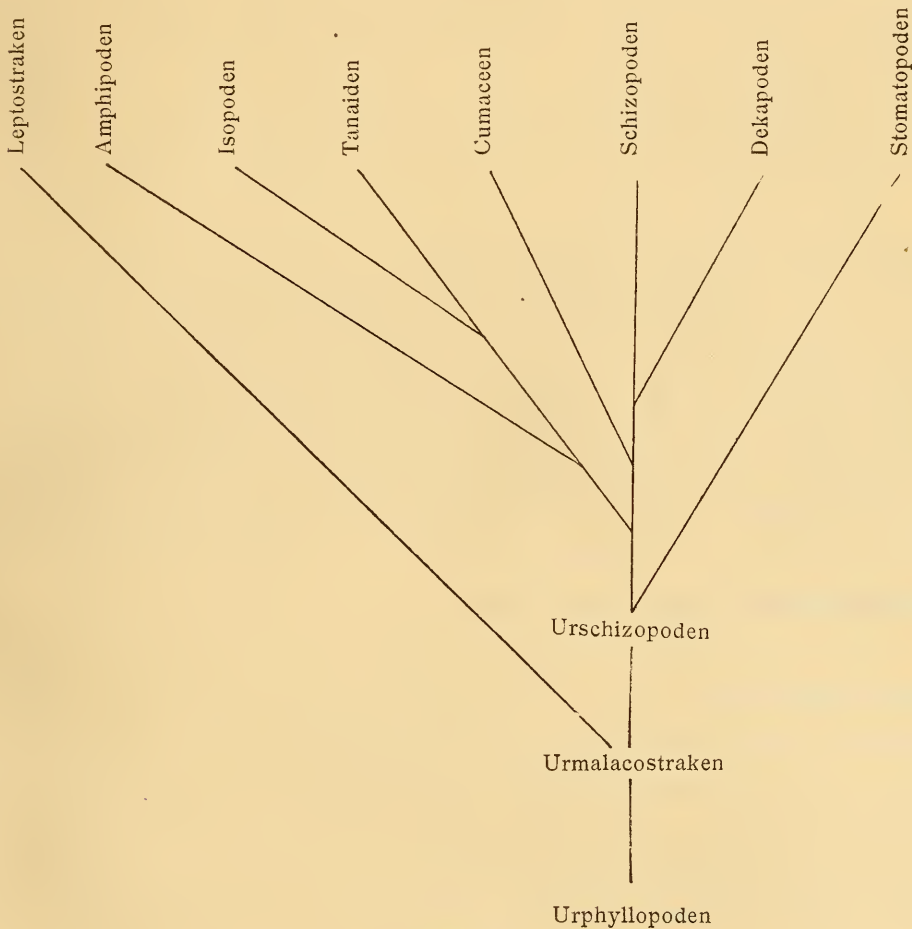 Leptostraken
Amphipoden
Isopoden
Tanaiden
Cumaceen
Schizopoden
Dekapoden
Stomatopoden
Urschizopoden
Urmalacostraken
Urphyllopoden